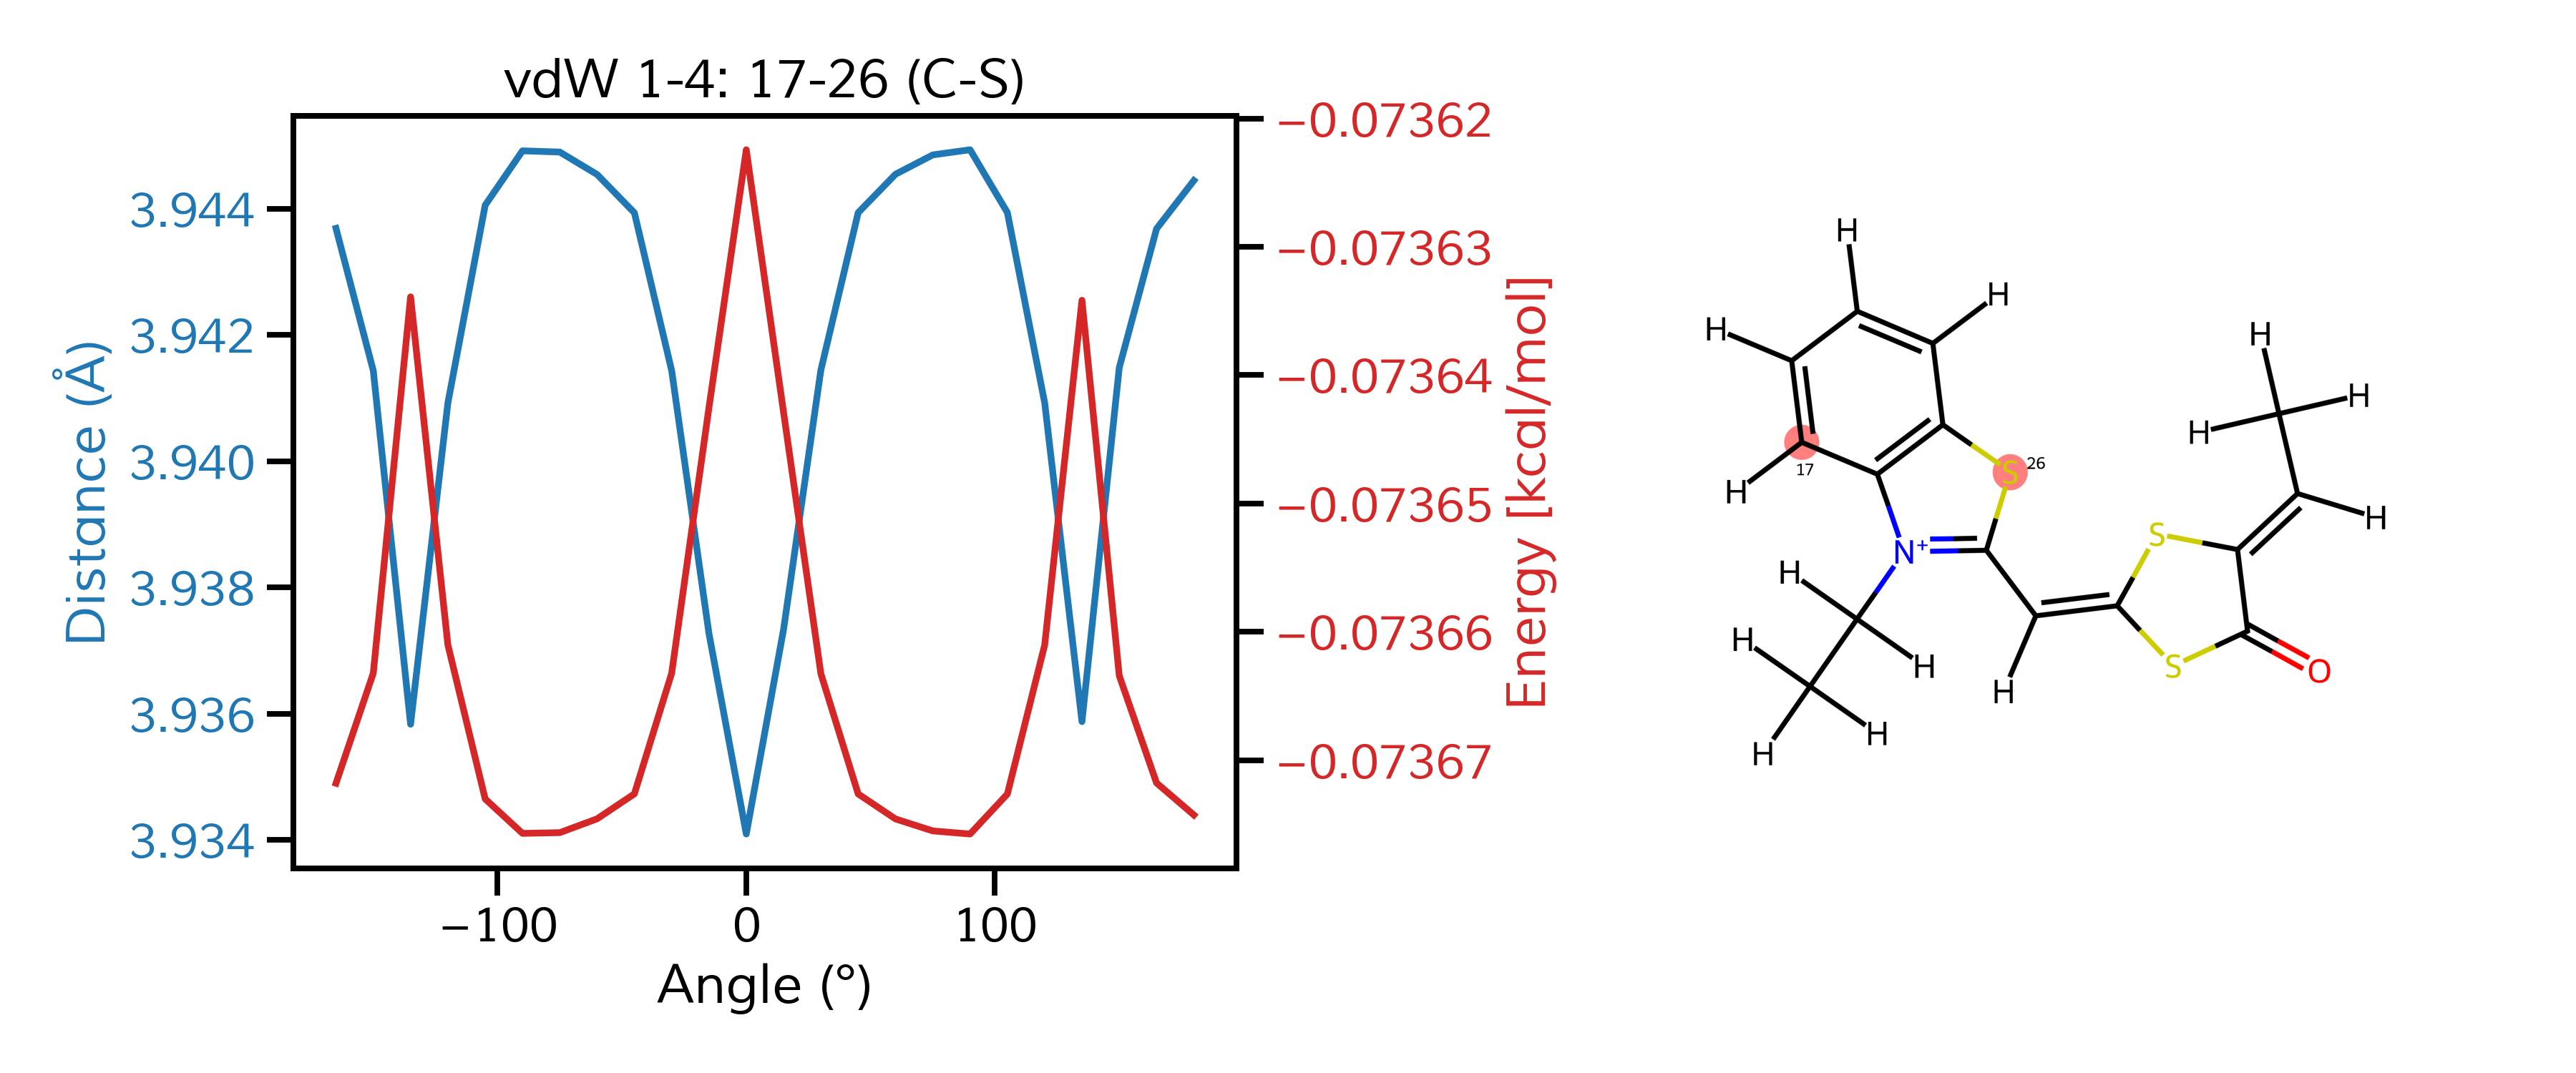 vdW 1-4: 17-26 (C-S)
Distance (Å)
3.944
3.942
3.940
3.938
3.936
3.934
−100
0
100
Angle (°)
−0.07362
−0.07363
−0.07364
−0.07365
−0.07366
−0.07367
Energy [kcal/mol]
H
H
H
H
H
H
H
17
S 26
H
S
H
N+
H
H
H
S
O
H
H
H
H